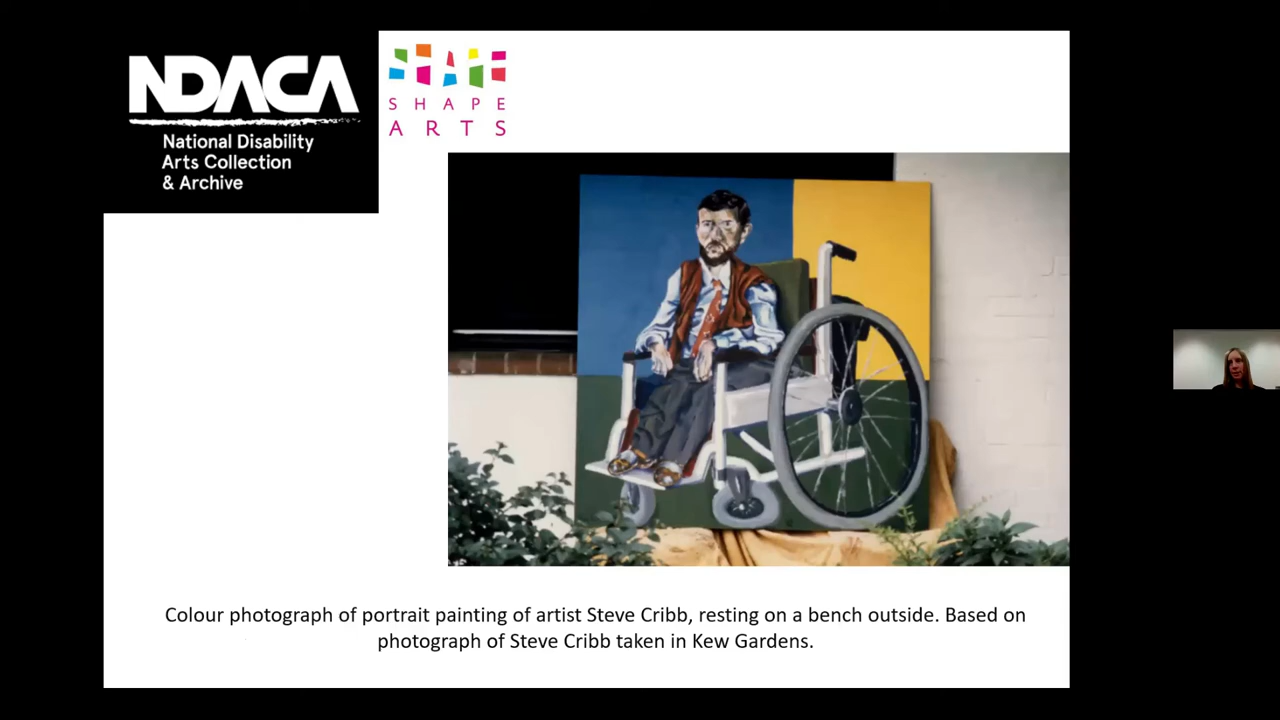 NDACA
National Disability
Arts Collection
& Archive
SHAPE
SHAPE
ARTS
Colour photograph of portrait painting of artist Steve Cribb, resting on a bench outside. Based on
photograph of Steve Cribb taken in Kew Gardens.